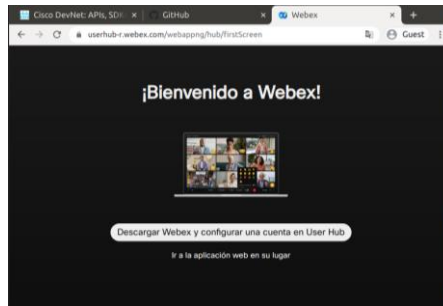 Cisco DevNet: APIs, SD
GitHub
Webex
userhub-r.webex.com/webappng/hub/firstScreen
Guest
¡Bienvenido a Webex!
Descargar Webex y configurar una cuenta en User Hub
Ir a la aplicación web en su lugar